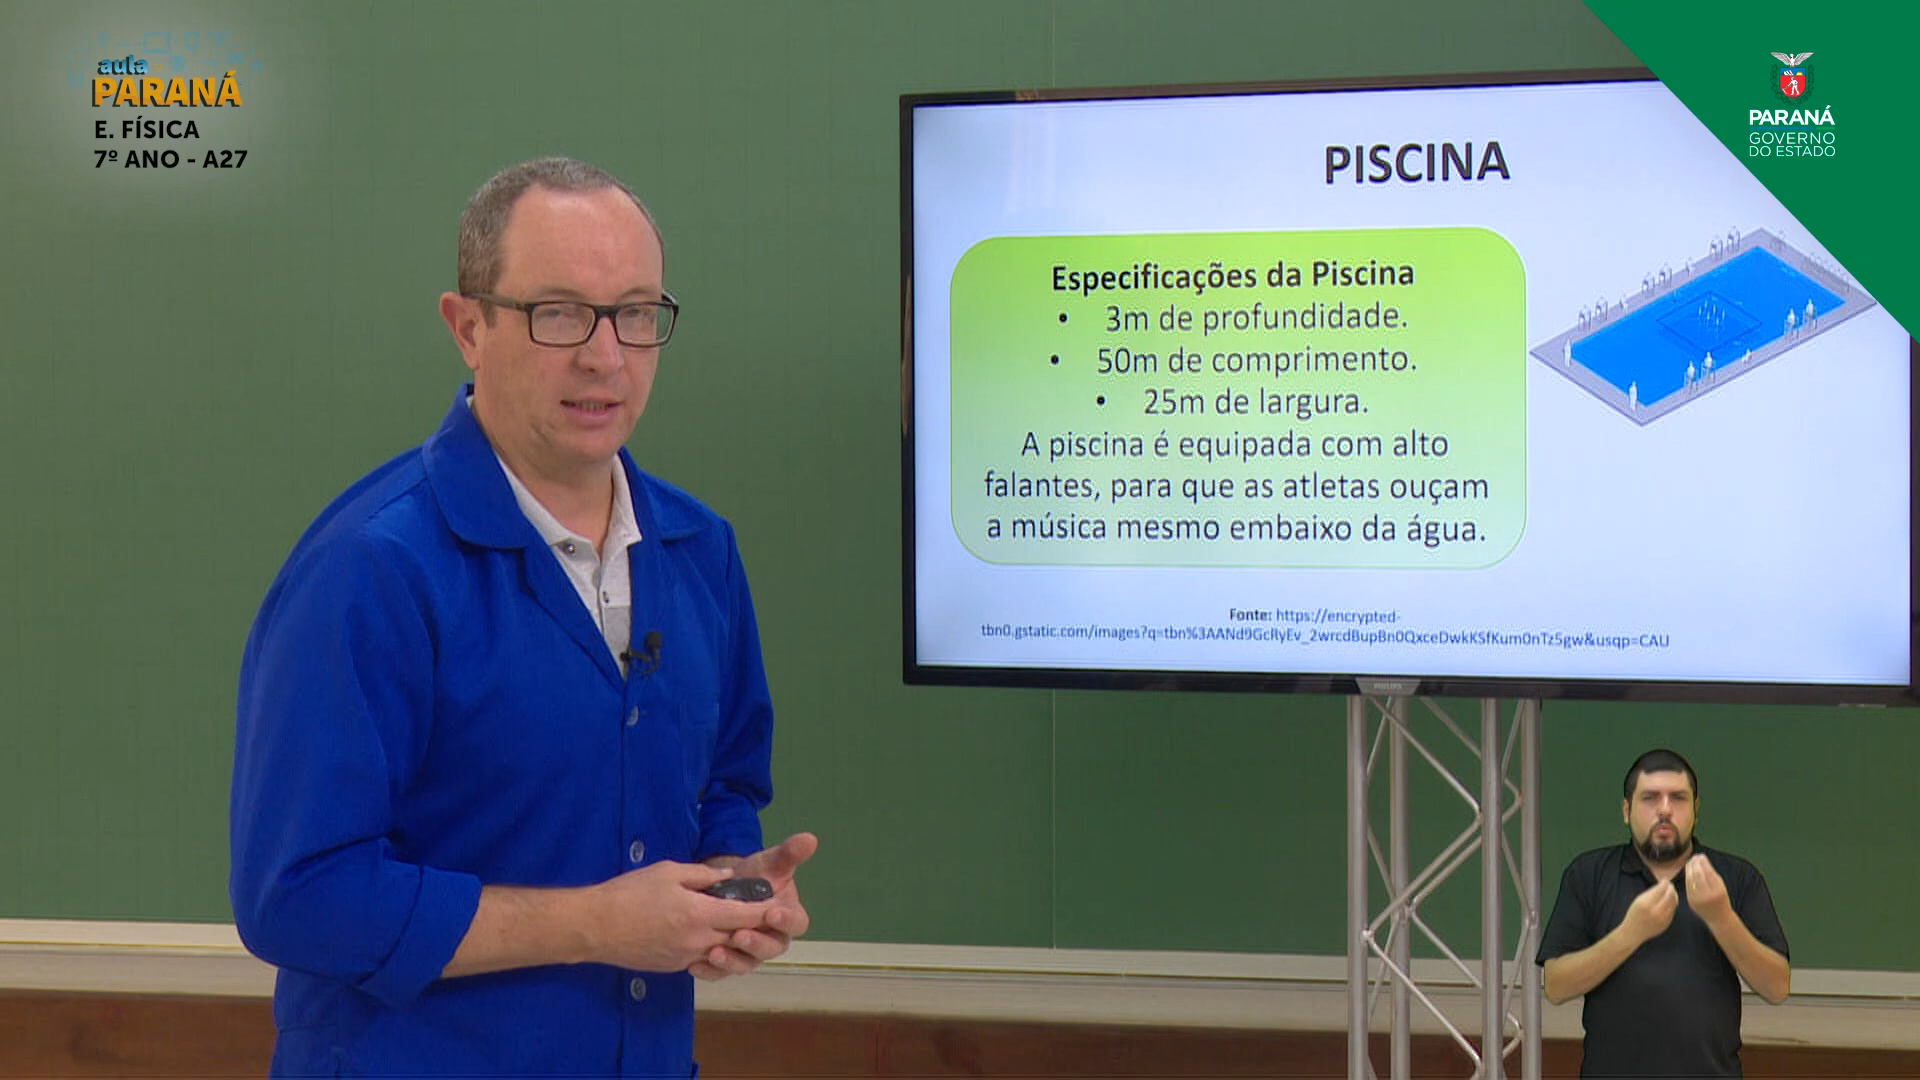 aula
PARANÁ
E. FÍSICA
7º ANO - A27
PARANÁ
GOVERNO
DO ESTADO
PISCINA
Especificações da Piscina
• 3m de profundidade.
• 50m de comprimento.
• 25m de largura.
A piscina é equipada com alto
falantes, para que as atletas ouçam
a música mesmo embaixo da água.
Fonte: https://encrypted-
tbn0.gstatic.com/images?q=tbn%3AANd9GcRyEv_2wrcdBupBn0QxceDwkKSfKum0nTz5gw&usqp=CAU
PHILIPS